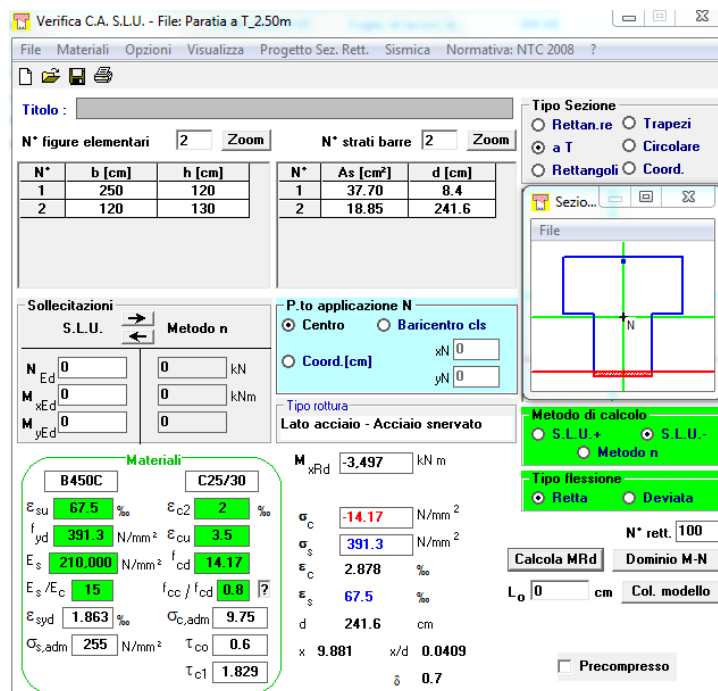 Verifica C.A. S.L.U. - File: Paratia a T_2.50m
File Materiali Opzioni Visualizza Progetto Sez. Rett. Sismica Normativa: NTC 2008 ?
Titolo :
N° figure elementari 2 Zoom
N° strati barre 2 Zoom
N° b [cm] h [cm]
1 250 120
2 120 130
N° As [cm²] d [cm]
1 37.70 8.4
2 18.85 241.6
Tipo Sezione
Rettan.re Trapezi
a T Circolare
Rettangoli Coord.
Sezio...
File
N
Sollecitazioni
S.L.U. Metodo n
N Ed 0 0 kN
M xEd 0 0 kNm
M yEd 0 0
P.to applicazione N
Centro Baricentro cls
Coord.[cm] xN 0
yN 0
Tipo rottura
Lato acciaio - Acciaio snervato
Metodo di calcolo
S.L.U.+ S.L.U.-
Metodo n
Tipo flessione
Retta Deviata
Materiali
B450C C25/30
εsu 67.5 ‰ εc2 2 ‰
fyd 391.3 N/mm² εcu 3.5
Es 210,000 N/mm² fcd 14.17
Es/Ec 15 fcc / fcd 0.8 ?
εsyd 1.863 ‰ σc,adm 9.75
σs,adm 255 N/mm² τco 0.6
τc1 1.829
M xRd -3,497 kN m
σc -14.17 N/mm²
σs 391.3 N/mm²
εc 2.878 ‰
εs 67.5 ‰
d 241.6 cm
x 9.881 x/d 0.0409
δ 0.7
N° rett. 100
Calcola MRd Dominio M-N
Lo 0 cm Col. modello
Precompresso